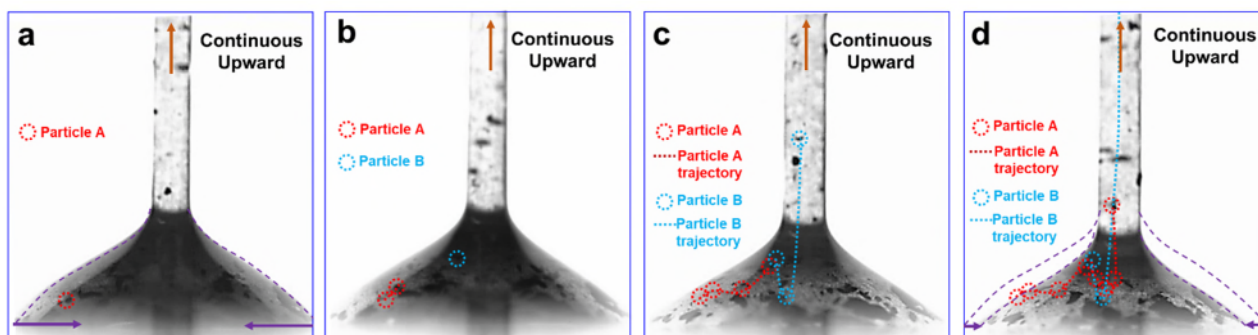 a
Continuous
Upward
Particle A
b
Continuous
Upward
Particle A
Particle B
c
Continuous
Upward
Particle A
Particle A
trajectory
Particle B
Particle B
trajectory
d
Continuous
Upward
Particle A
Particle A
trajectory
Particle B
Particle B
trajectory